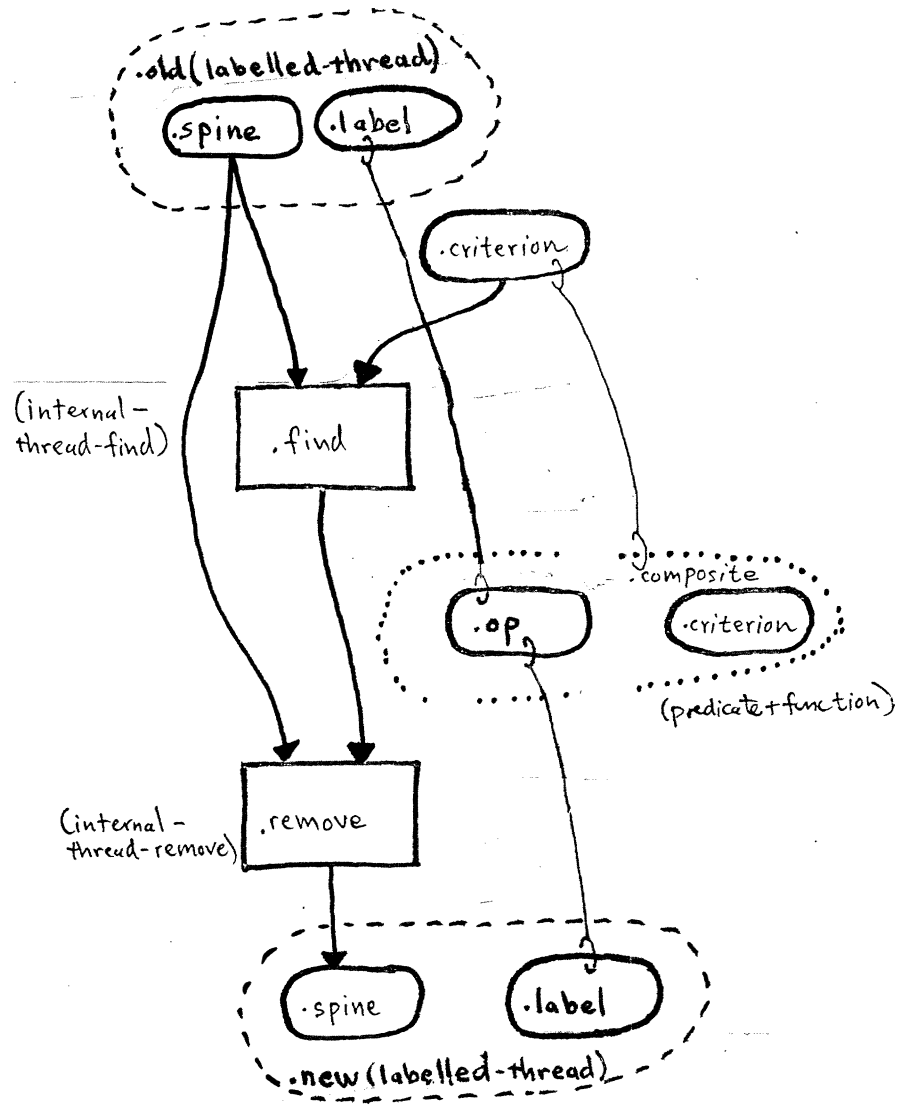 .old(labelled-thread)
.spine
.label
.criterion
(internal-
thread-find)
.find
.composite
.op
.criterion
(predicate+function)
(internal-
thread-remove)
.remove
.spine
.label
.new(labelled-thread)